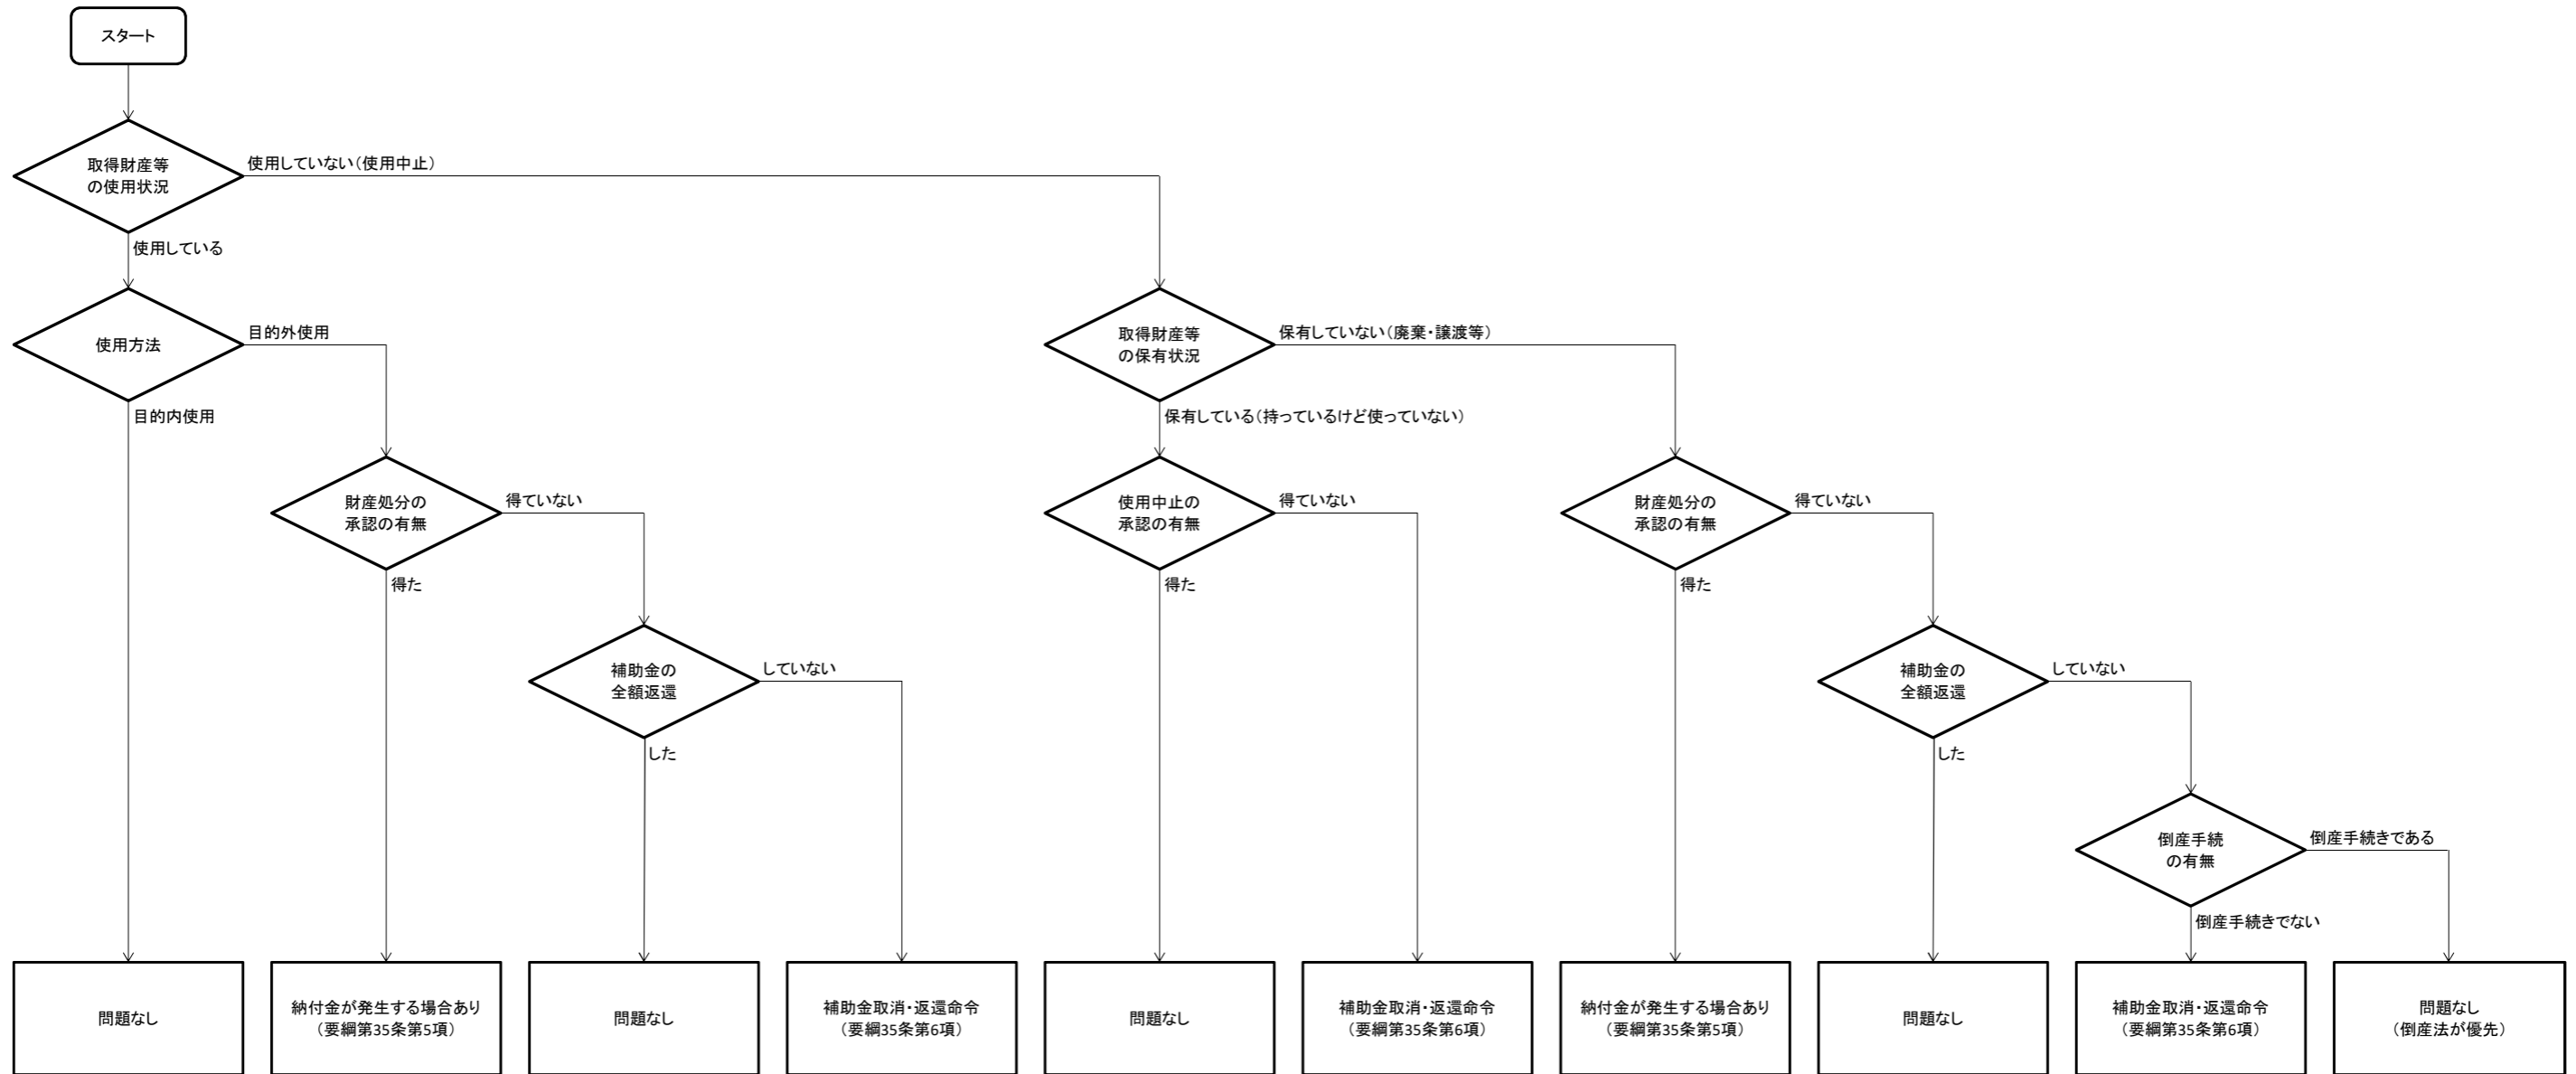 スタート
取得財産等
の使用状況
使用していない（使用中止）
使用している
使用方法
目的外使用
目的内使用
取得財産等
の保有状況
保有していない（廃棄・譲渡等）
保有している（持っているけど使っていない）
財産処分の
承認の有無
得ていない
得た
使用中止の
承認の有無
得ていない
得た
財産処分の
承認の有無
得ていない
得た
補助金の
全額返還
していない
した
補助金の
全額返還
していない
した
倒産手続
の有無
倒産手続きである
倒産手続きでない
問題なし
納付金が発生する場合あり
（要綱第35条第5項）
問題なし
補助金取消・返還命令
（要綱35条第6項）
問題なし
補助金取消・返還命令
（要綱第35条第6項）
納付金が発生する場合あり
（要綱第35条第5項）
問題なし
補助金取消・返還命令
（要綱第35条第6項）
問題なし
（倒産法が優先）